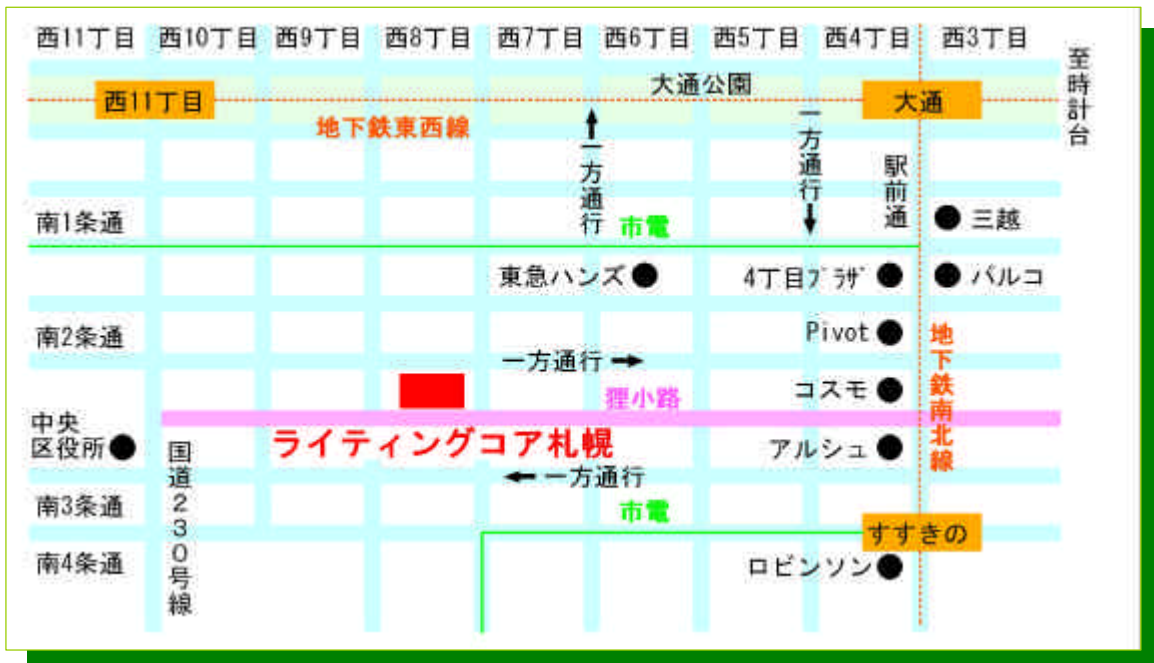 西11丁目 西10丁目 西9丁目 西8丁目 西7丁目 西6丁目 西5丁目 西4丁目 西3丁目
至時計台
大通公園
西11丁目
大通
地下鉄東西線
一方通行
一方通行
駅前通
南1条通
市電
三越
東急ハンズ
4丁目プラザ
パルコ
南2条通
Pivot
地下鉄南北線
一方通行
コスモ
狸小路
中央
区役所
ライティングコア札幌
アルシュ
国道230号線
一方通行
南3条通
市電
すすきの
南4条通
ロビンソン